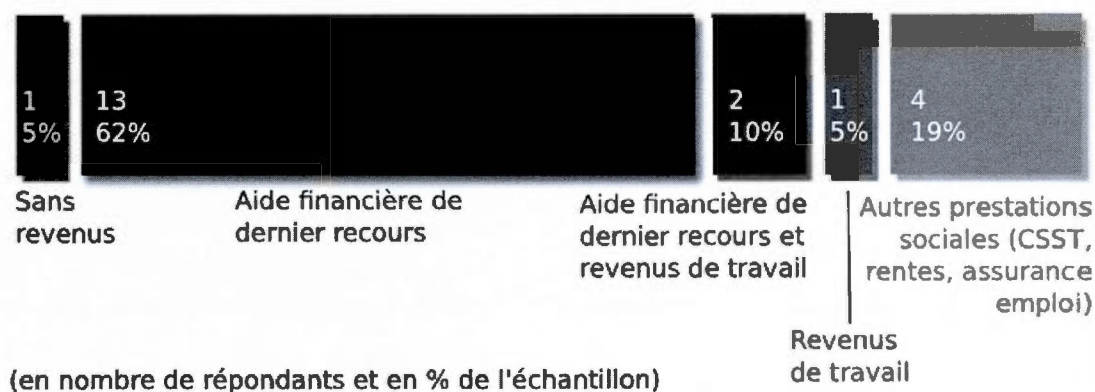 1
5%
13
62%
2
10%
1
5%
4
19%
Sans
revenus
Aide financière de
dernier recours
Aide financière de
dernier recours et
revenus de travail
Autres prestations
sociales (CSST,
rentes, assurance
emploi)
Revenus
de travail
(en nombre de répondants et en % de l'échantillon)